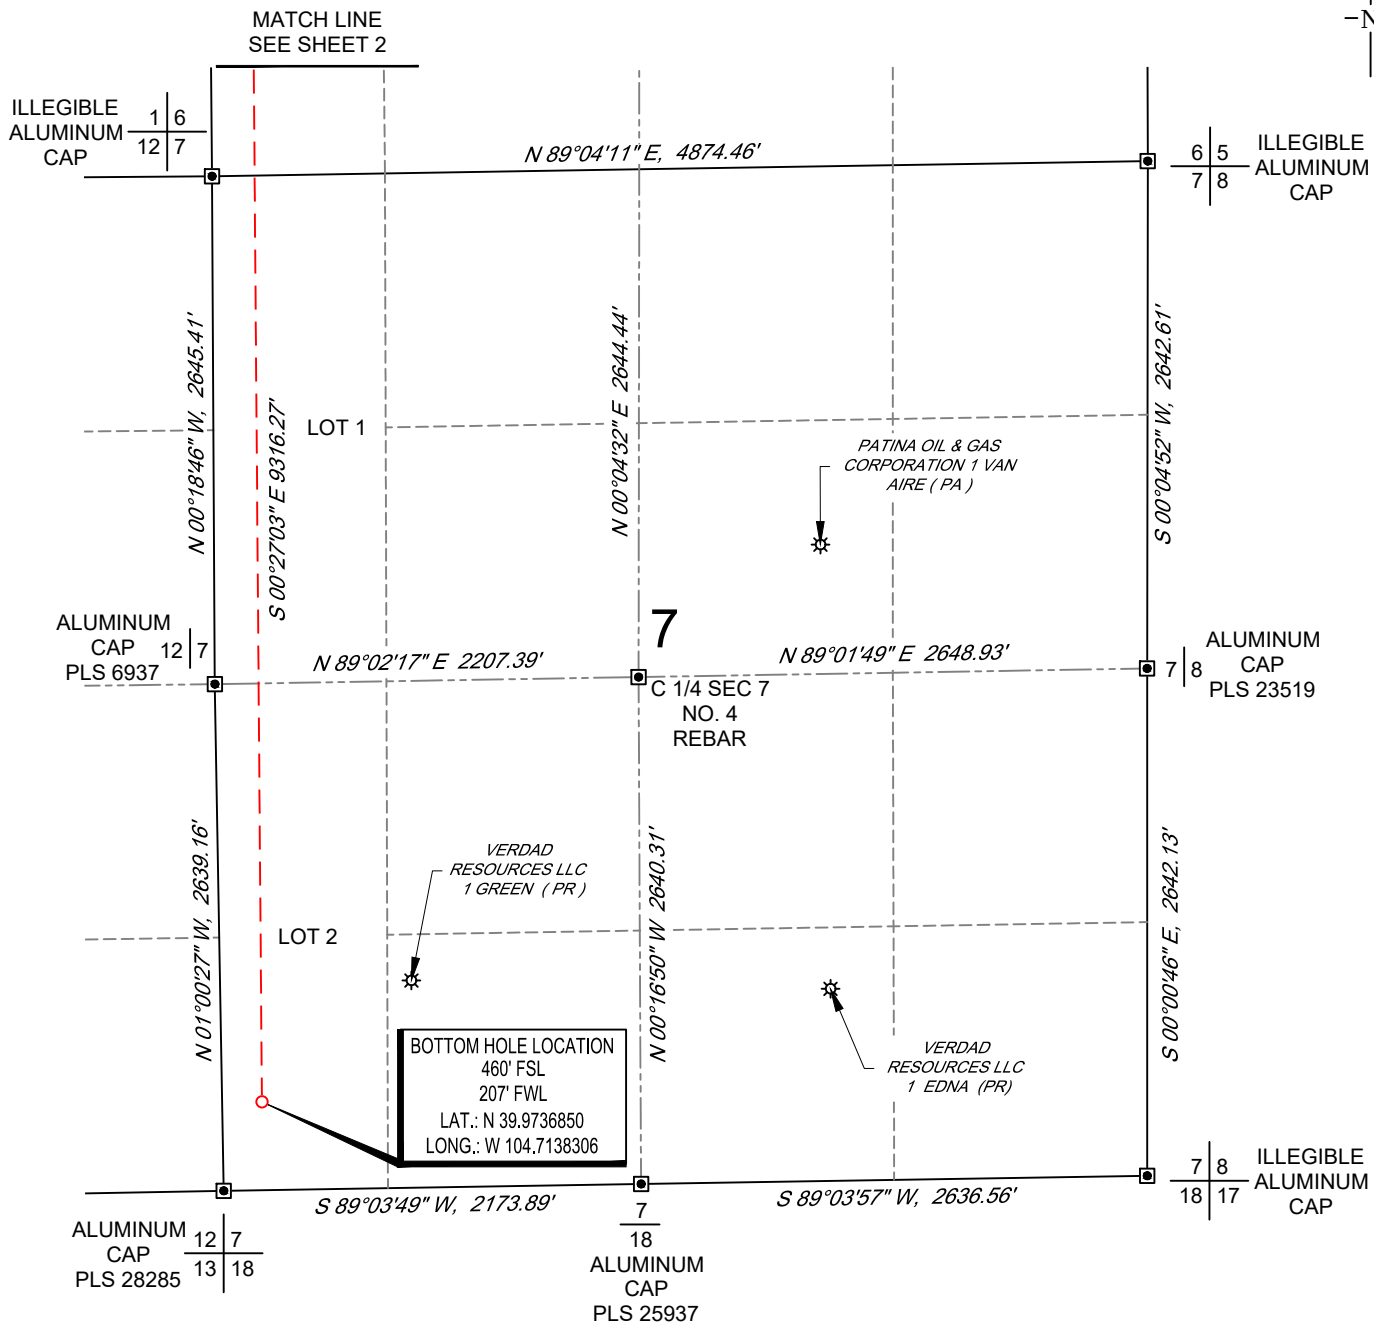 MATCH LINE
SEE SHEET 2
–N
ILLEGIBLE
ALUMINUM
CAP
1 6
12 7
N 89°04'11" E, 4874.46'
6 5
7 8
ILLEGIBLE
ALUMINUM
CAP
N 00°18'46" W, 2645.41'
S 00°27'03" E 9316.27'
LOT 1
N 00°04'32" E 2644.44'
PATINA OIL & GAS
CORPORATION 1 VAN
AIRE ( PA )
S 00°04'52" W, 2642.61'
ALUMINUM
CAP
PLS 6937
12 7
N 89°02'17" E 2207.39'
7
N 89°01'49" E 2648.93'
C 1/4 SEC 7
NO. 4
REBAR
7 8
ALUMINUM
CAP
PLS 23519
N 01°00'27" W, 2639.16'
VERDAD
RESOURCES LLC
1 GREEN ( PR )
LOT 2
N 00°16'50" W 2640.31'
S 00°00'46" E, 2642.13'
BOTTOM HOLE LOCATION
460' FSL
207' FWL
LAT.: N 39.9736850
LONG.: W 104.7138306
VERDAD
RESOURCES LLC
1 EDNA (PR)
S 89°03'49" W, 2173.89'
S 89°03'57" W, 2636.56'
7 8
18 17
ILLEGIBLE
ALUMINUM
CAP
ALUMINUM
CAP
PLS 28285
12 7
13 18
7
18
ALUMINUM
CAP
PLS 25937